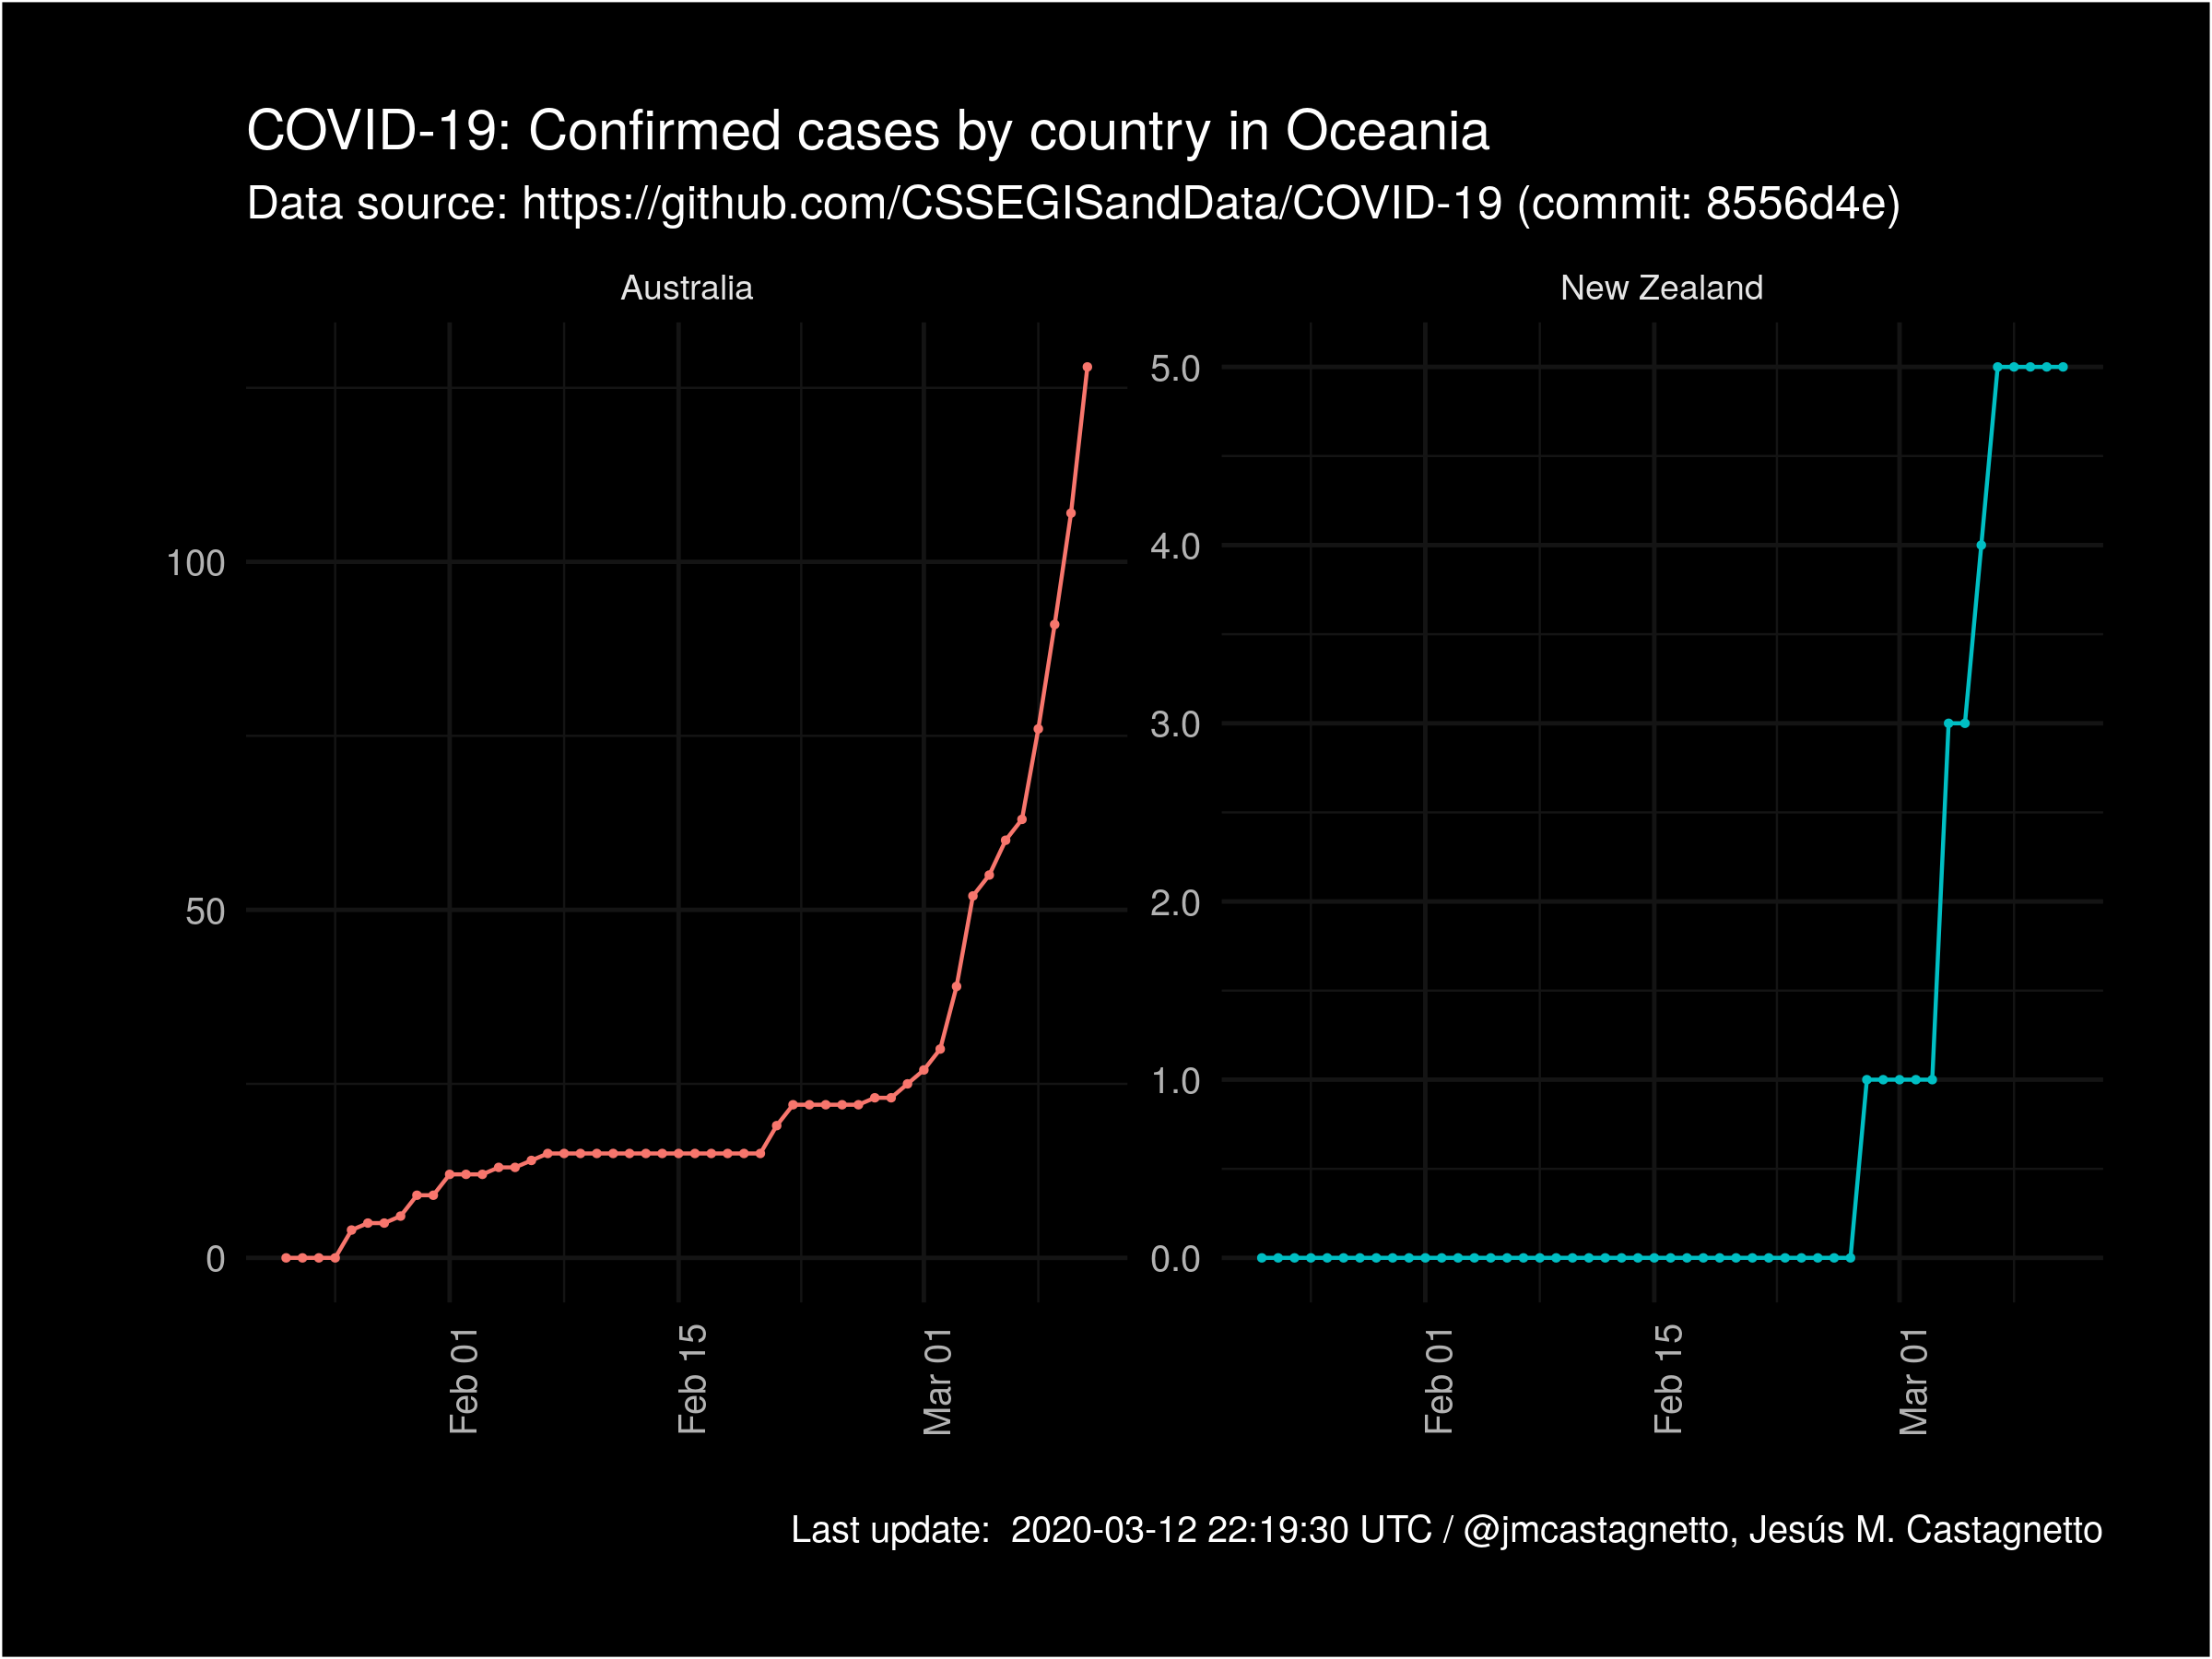 COVID-19: Confirmed cases by country in Oceania
Data source: https://github.com/CSSEGISandData/COVID-19 (commit: 8556d4e)
Australia
100
50
0
Feb 01
Feb 15
Mar 01
New Zealand
5.0
4.0
3.0
2.0
1.0
0.0
Feb 01
Feb 15
Mar 01
Last update:  2020-03-12 22:19:30 UTC / @jmcastagnetto, Jesús M. Castagnetto